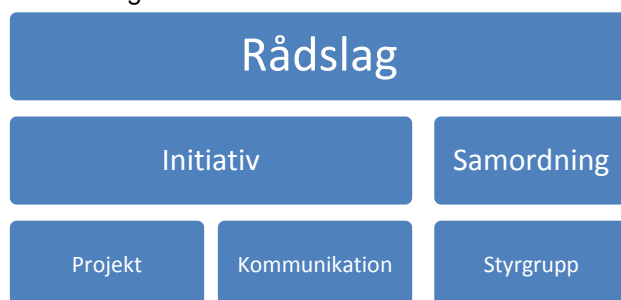 Rådslag
Initiativ
Samordning
Projekt
Kommunikation
Styrgrupp